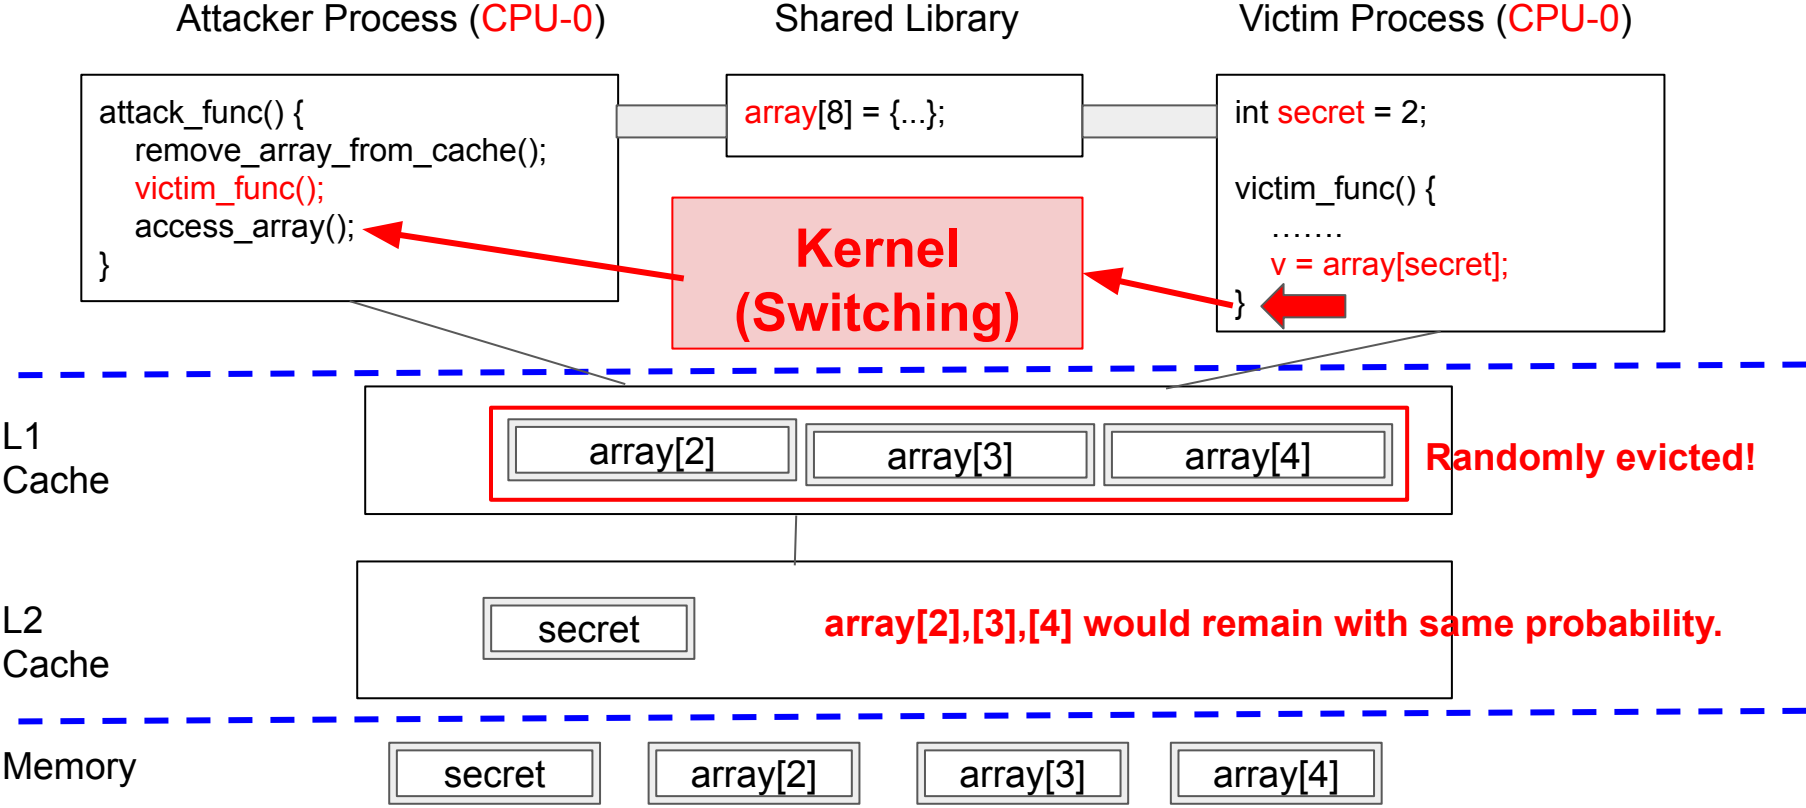 Attacker Process (CPU-0)
Shared Library
Victim Process (CPU-0)
attack_func() {
remove_array_from_cache();
victim_func();
access_array();
}
array[8] = {...};
int secret = 2;
victim_func() {
…….
v = array[secret];
}
Kernel
(Switching)
L1
Cache
array[2]
array[3]
array[4]
Randomly evicted!
L2
Cache
secret
array[2],[3],[4] would remain with same probability.
Memory
secret
array[2]
array[3]
array[4]